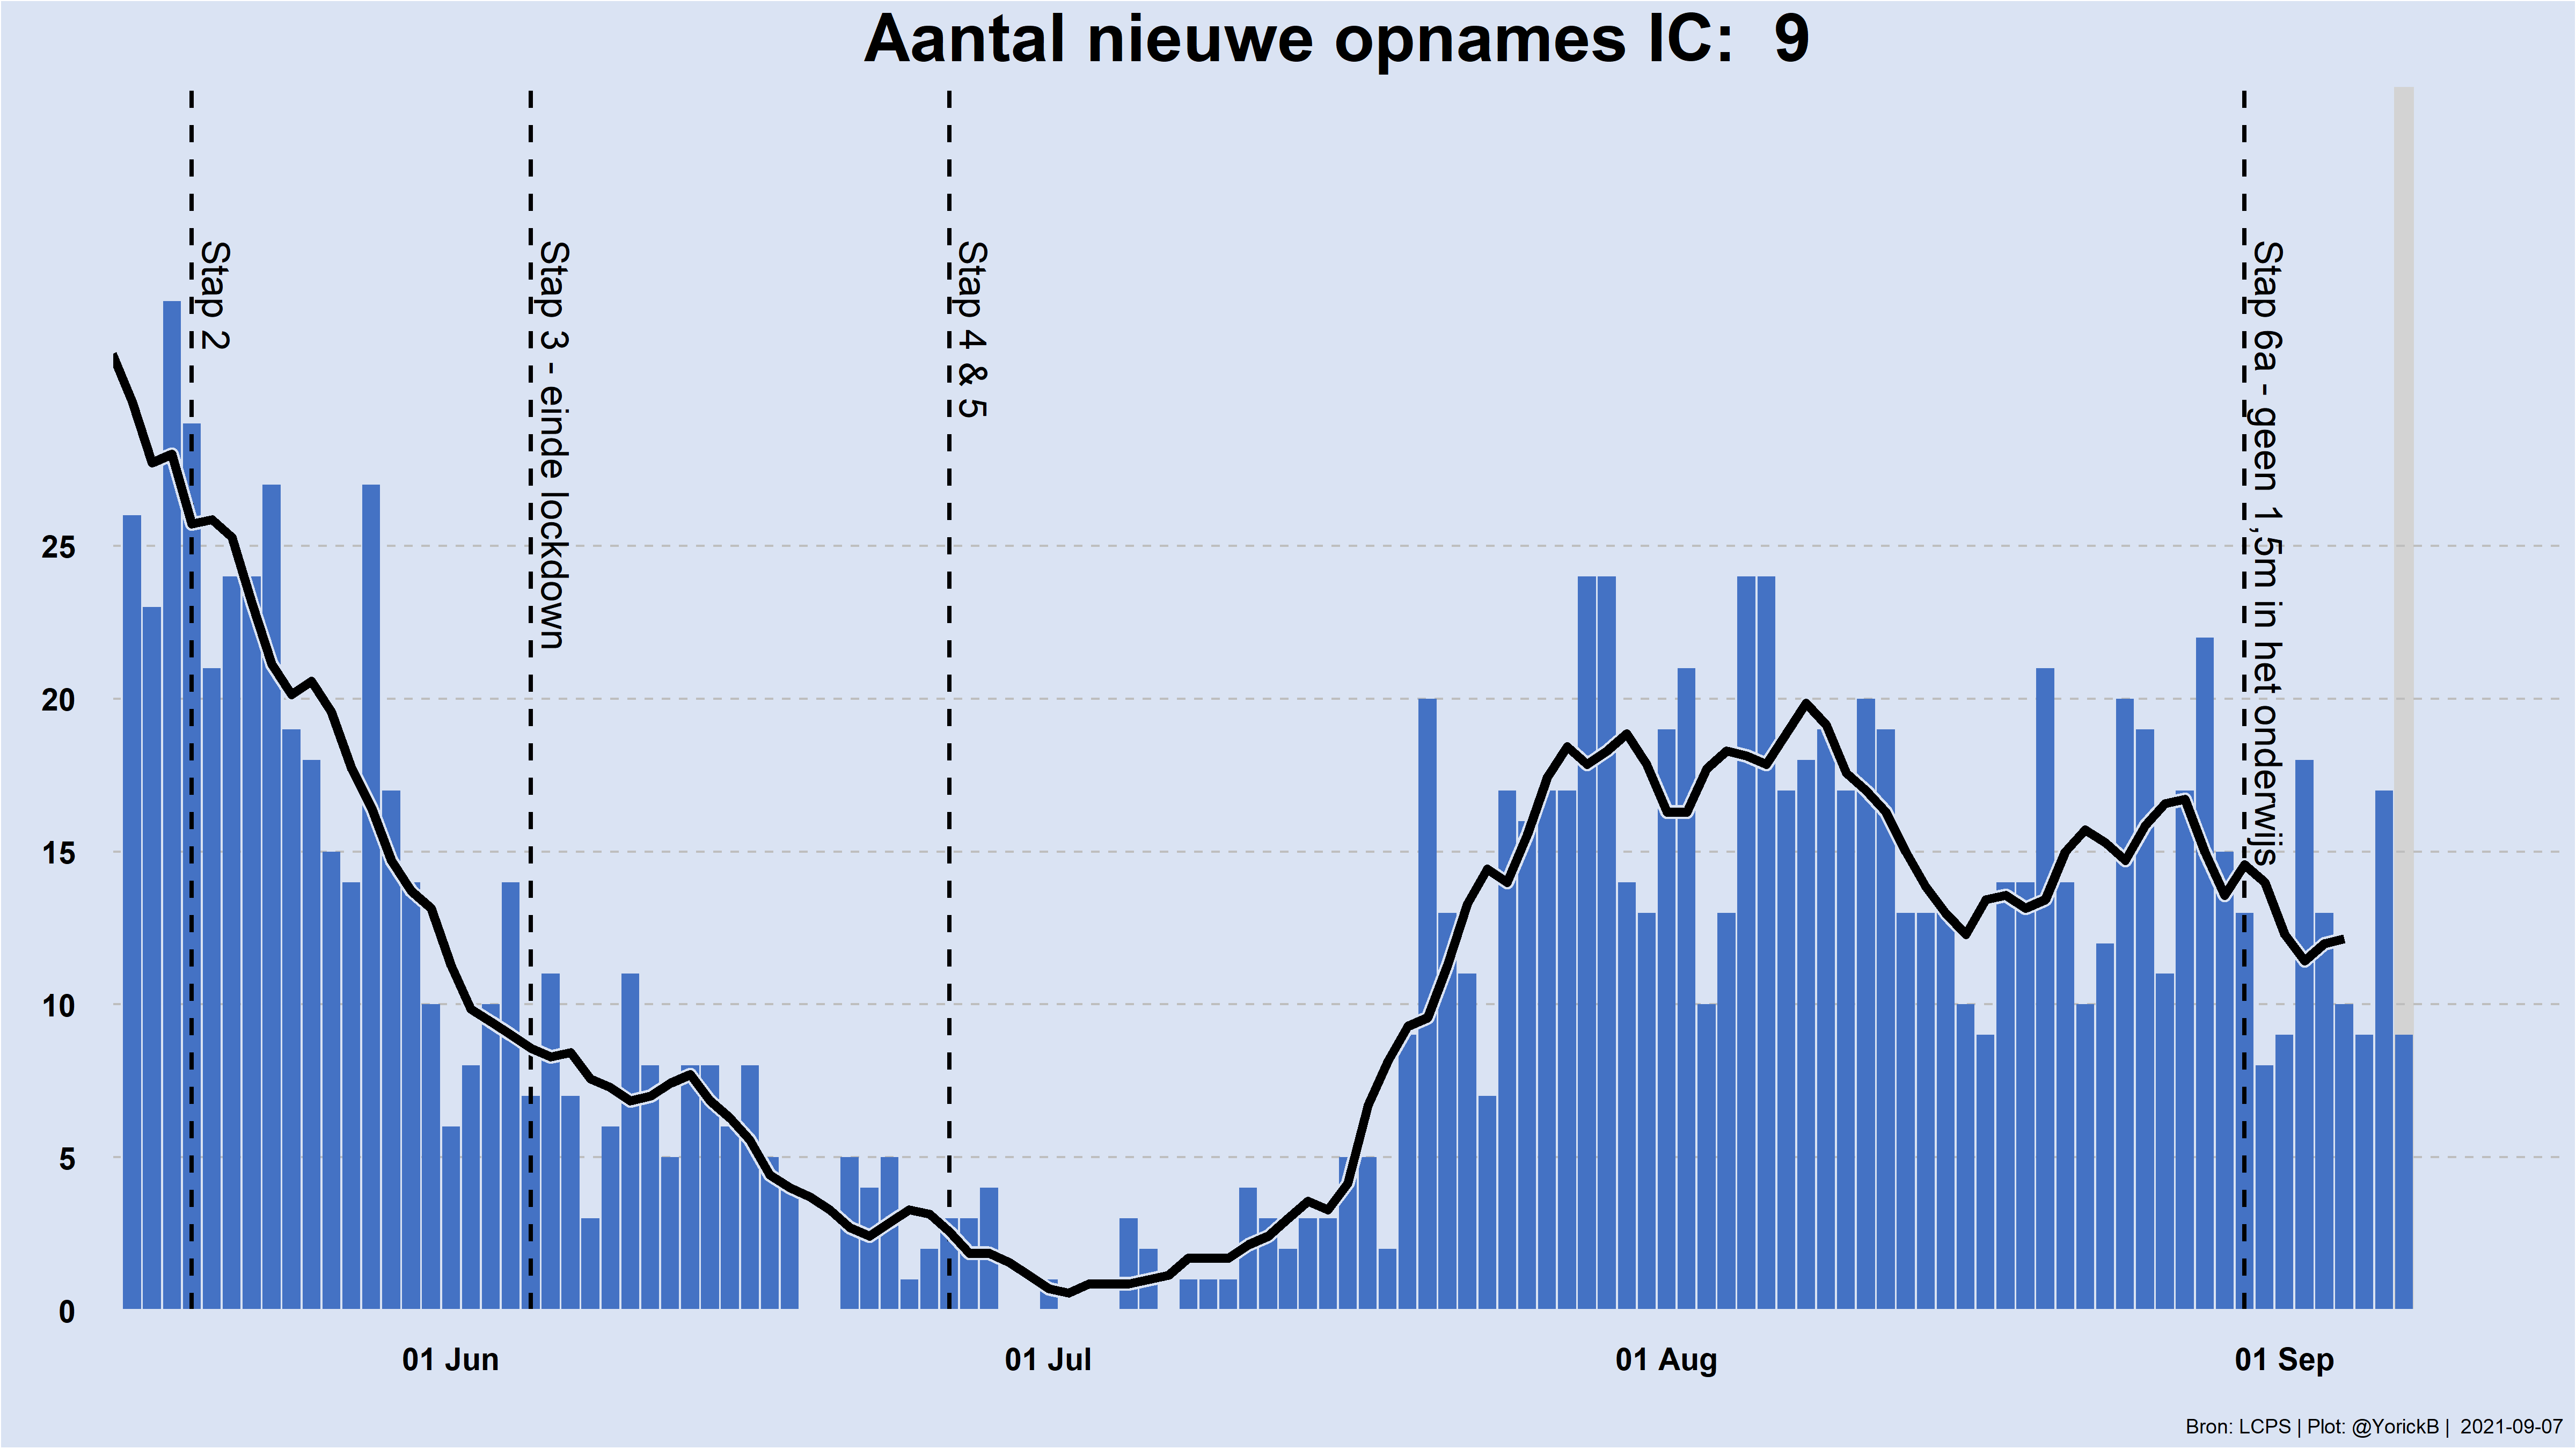 Aantal nieuwe opnames IC:  9
Stap 2
Stap 3 - einde lockdown
Stap 4 & 5
Stap 6a - geen 1,5m in het onderwijs
25
20
15
10
5
0
01 Jun
01 Jul
01 Aug
01 Sep
Bron: LCPS | Plot: @YorickB |  2021-09-07